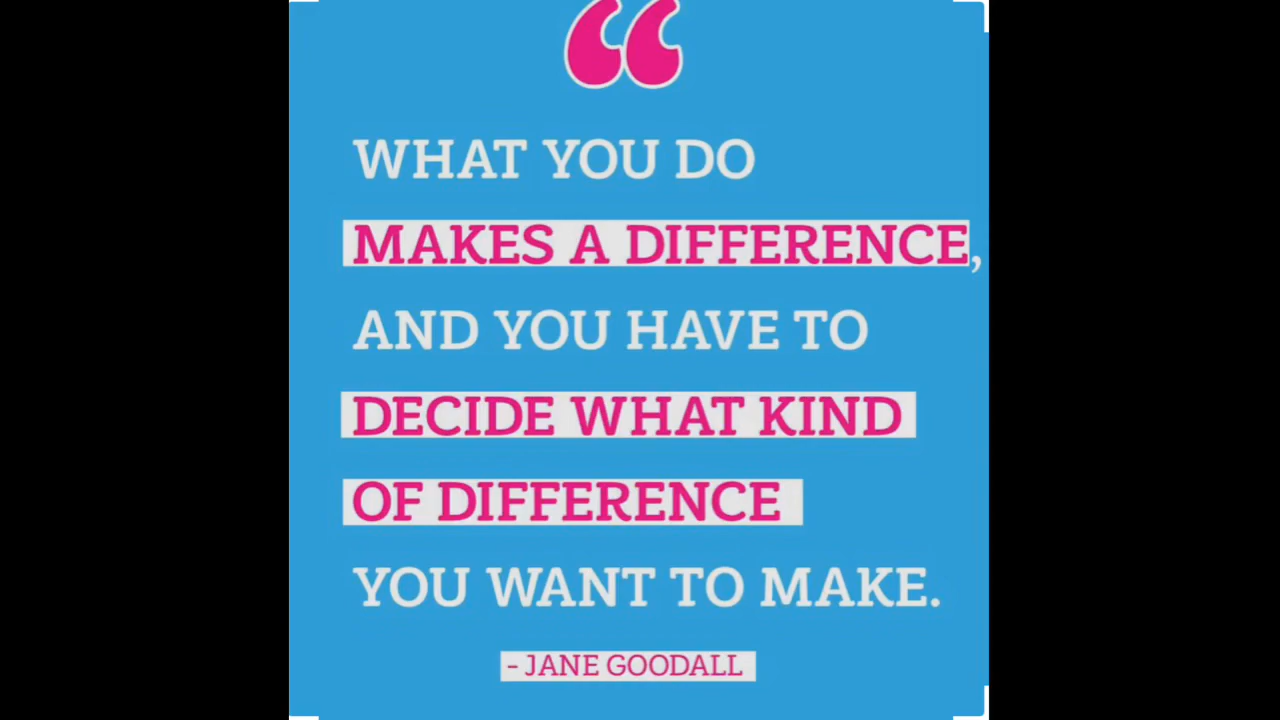 “
WHAT YOU DO
MAKES A DIFFERENCE,
AND YOU HAVE TO
DECIDE WHAT KIND
OF DIFFERENCE
YOU WANT TO MAKE.
- JANE GOODALL